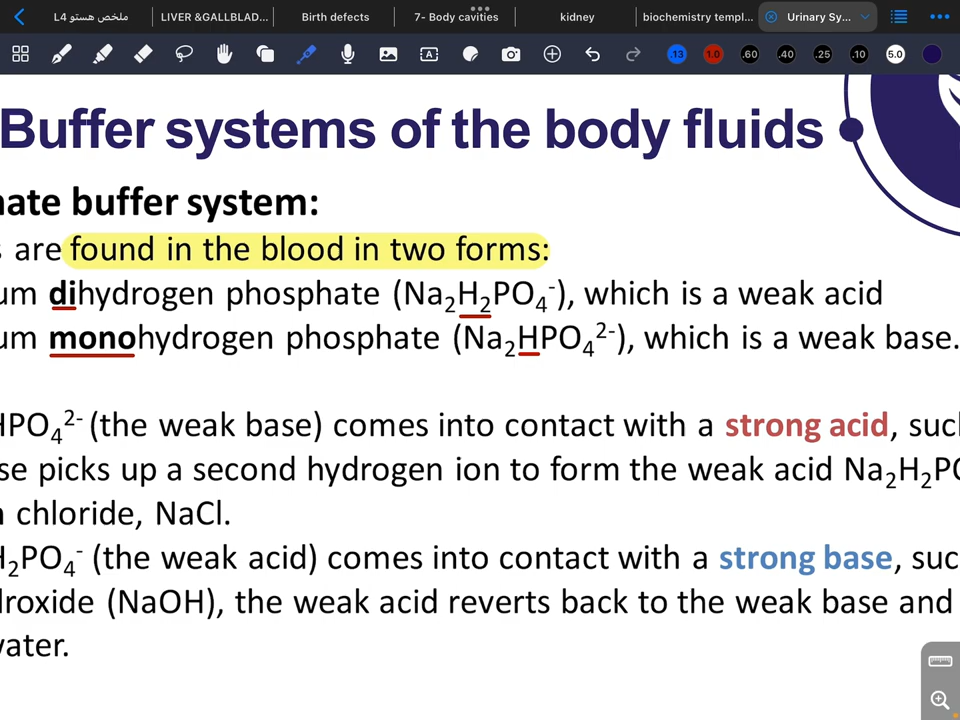 ملخص هستو L4
LIVER &GALLBLAD...
Birth defects
7- Body cavities
kidney
biochemistry templ...
Urinary Sy...
13
1.0
.60
.40
.25
.10
5.0
Buffer systems of the body fluids
ate buffer system:
s are found in the blood in two forms:
um dihydrogen phosphate (Na₂H₂PO₄⁻), which is a weak acid
um monohydrogen phosphate (Na₂HPO₄²⁻), which is a weak base.
HPO₄²⁻ (the weak base) comes into contact with a strong acid, suc
se picks up a second hydrogen ion to form the weak acid Na₂H₂PO
chloride, NaCl.
H₂PO₄⁻ (the weak acid) comes into contact with a strong base, suc
droxide (NaOH), the weak acid reverts back to the weak base and
water.